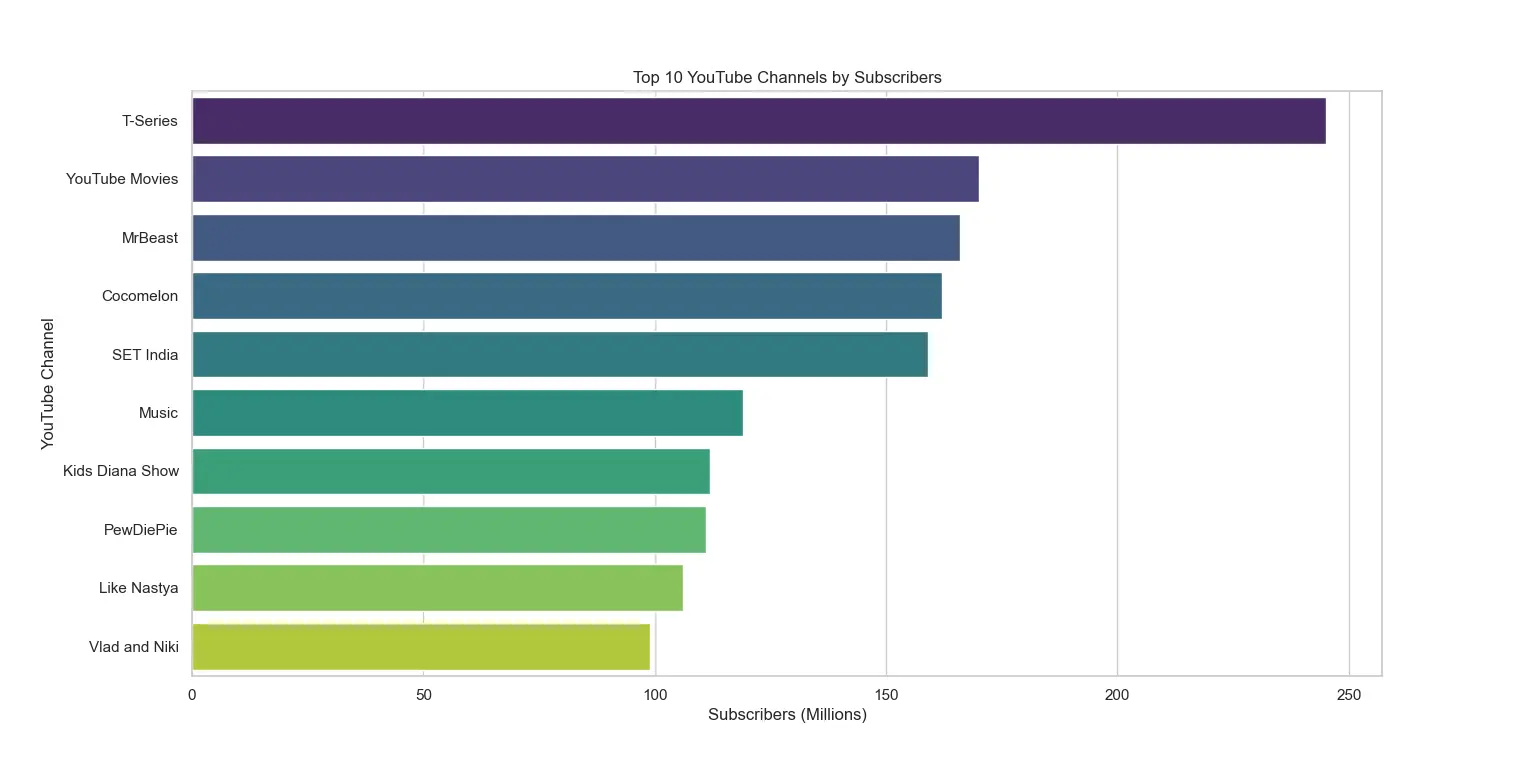 Top 10 YouTube Channels by Subscribers
T-Series
YouTube Movies
MrBeast
Cocomelon
SET India
Music
Kids Diana Show
PewDiePie
Like Nastya
Vlad and Niki
YouTube Channel
0 50 100 150 200 250
Subscribers (Millions)